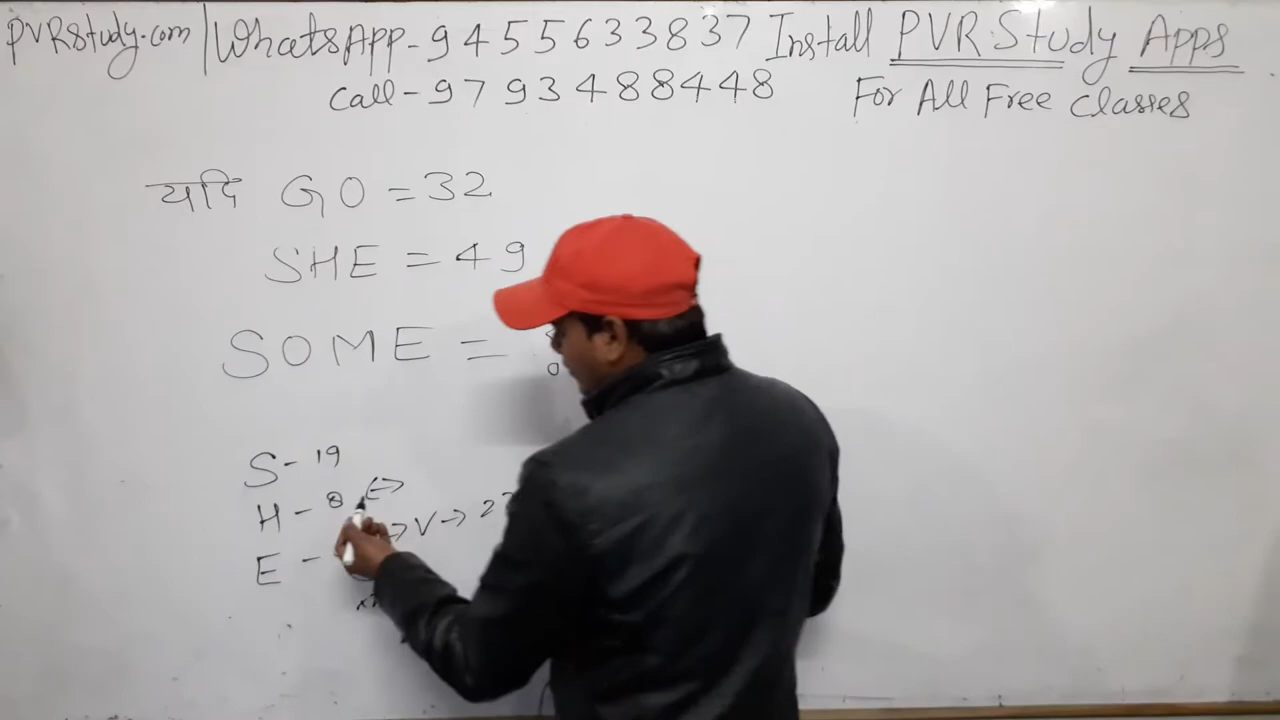 PVRstudy.com | WhatsApp-9455633837 Install PVR Study Apps
Call-9793488448 For All Free Classes
यदि GO = 32
SHE = 49
SOME =
S - 19
H - 8 ↔
E - → V →